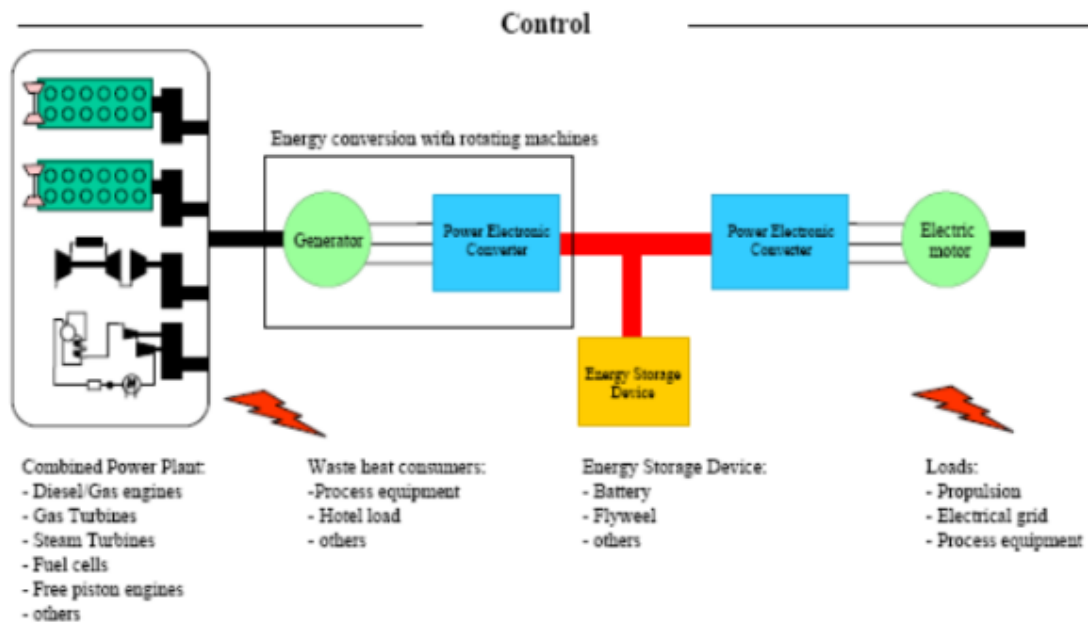 Control
Energy conversion with rotating machines
Generator
Power Electronic
Converter
Power Electronic
Converter
Electric
motor
Energy Storage
Device
Combined Power Plant:
- Diesel/Gas engines
- Gas Turbines
- Steam Turbines
- Fuel cells
- Free piston engines
- others
Waste heat consumers:
-Process equipment
- Hotel load
- others
Energy Storage Device:
- Battery
- Flyweel
- others
Loads:
- Propulsion
- Electrical grid
- Process equipment